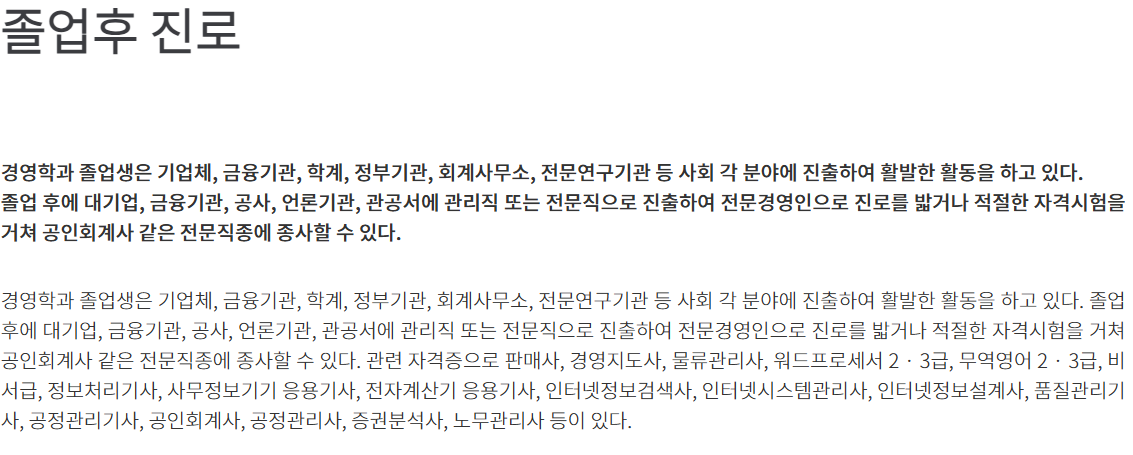 졸업후 진로
경영학과 졸업생은 기업체, 금융기관, 학계, 정부기관, 회계사무소, 전문연구기관 등 사회 각 분야에 진출하여 활발한 활동을 하고 있다.
졸업 후에 대기업, 금융기관, 공사, 언론기관, 관공서에 관리직 또는 전문직으로 진출하여 전문경영인으로 진로를 밟거나 적절한 자격시험을
거쳐 공인회계사 같은 전문직종에 종사할 수 있다.
경영학과 졸업생은 기업체, 금융기관, 학계, 정부기관, 회계사무소, 전문연구기관 등 사회 각 분야에 진출하여 활발한 활동을 하고 있다. 졸업
후에 대기업, 금융기관, 공사, 언론기관, 관공서에 관리직 또는 전문직으로 진출하여 전문경영인으로 진로를 밟거나 적절한 자격시험을 거쳐
공인회계사 같은 전문직종에 종사할 수 있다. 관련 자격증으로 판매사, 경영지도사, 물류관리사, 워드프로세서 2 · 3급, 무역영어 2 · 3급, 비
서급, 정보처리기사, 사무정보기기 응용기사, 전자계산기 응용기사, 인터넷정보검색사, 인터넷시스템관리사, 인터넷정보설계사, 품질관리기
사, 공정관리기사, 공인회계사, 공정관리사, 증권분석사, 노무관리사 등이 있다.